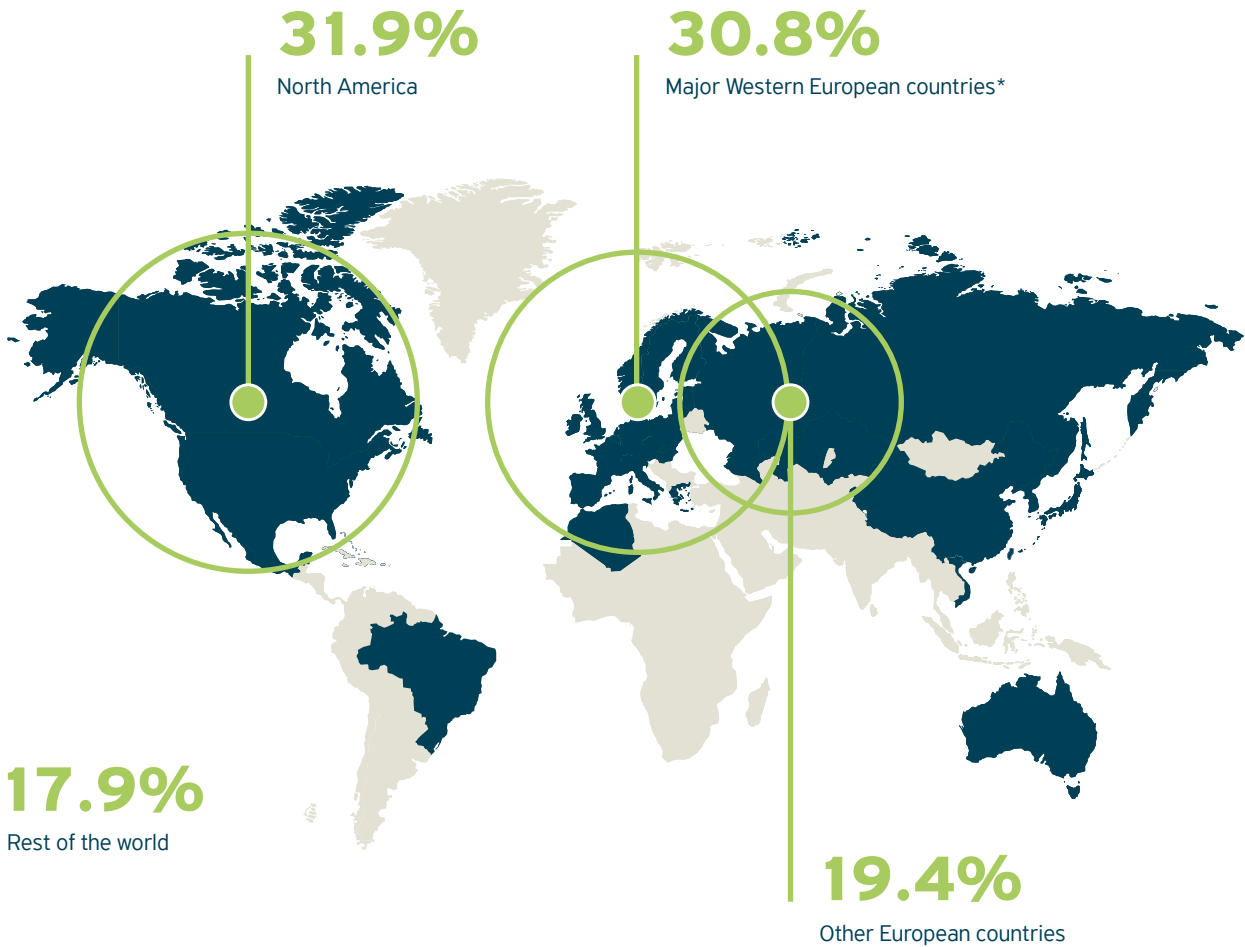 31.9%
North America
30.8%
Major Western European countries*
17.9%
Rest of the world
19.4%
Other European countries